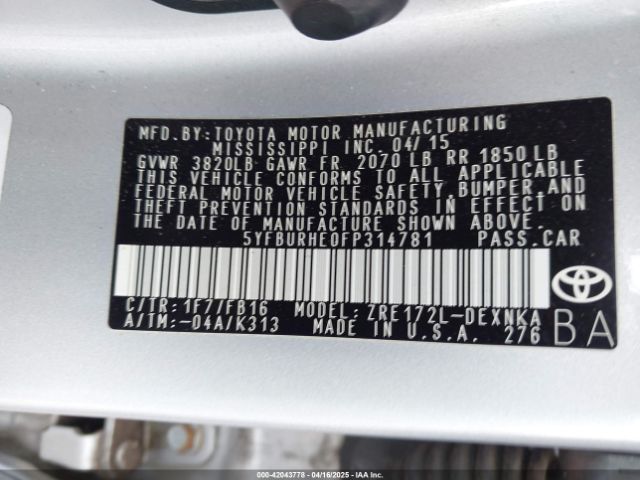 MFD. BY: TOYOTA MOTOR MANUFACTURING
MISSISSIPPI INC. 04/15
GVWR 3820LB GAWR FR 2070 LB RR 1850 LB
THIS VEHICLE CONFORMS TO ALL APPLICABLE
FEDERAL MOTOR VEHICLE SAFETY, BUMPER, AND
THEFT PREVENTION STANDARDS IN EFFECT ON
THE DATE OF MANUFACTURE SHOWN ABOVE.
5YFBURHE0FP314781 PASS. CAR
C/TR: 1F7/FB16 MODEL: ZRE172L-DEXNKA
A/TM: -04A/K313 MADE IN U.S.A. 276 BA
000-42043778 - 04/16/2025 - IAA Inc.